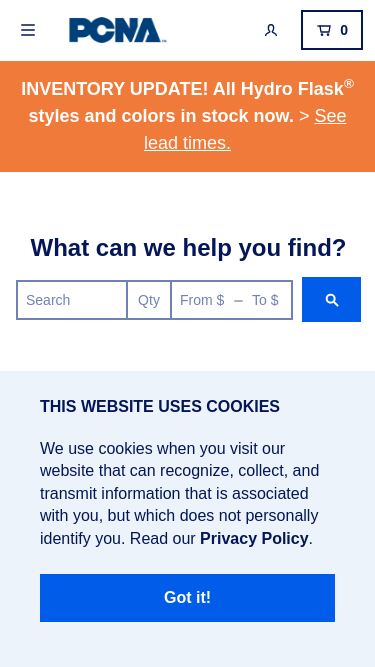 PCNA
0
INVENTORY UPDATE! All Hydro Flask®
styles and colors in stock now. > See
lead times.
What can we help you find?
Search Qty From $ – To $
THIS WEBSITE USES COOKIES
We use cookies when you visit our
website that can recognize, collect, and
transmit information that is associated
with you, but which does not personally
identify you. Read our Privacy Policy.
Got it!